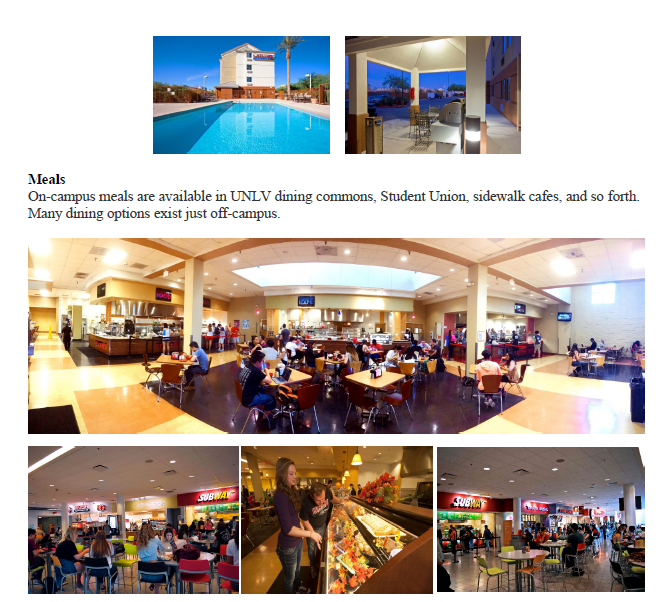 Meals
On-campus meals are available in UNLV dining commons, Student Union, sidewalk cafes, and so forth.
Many dining options exist just off-campus.
SUBWAY
SUBWAY